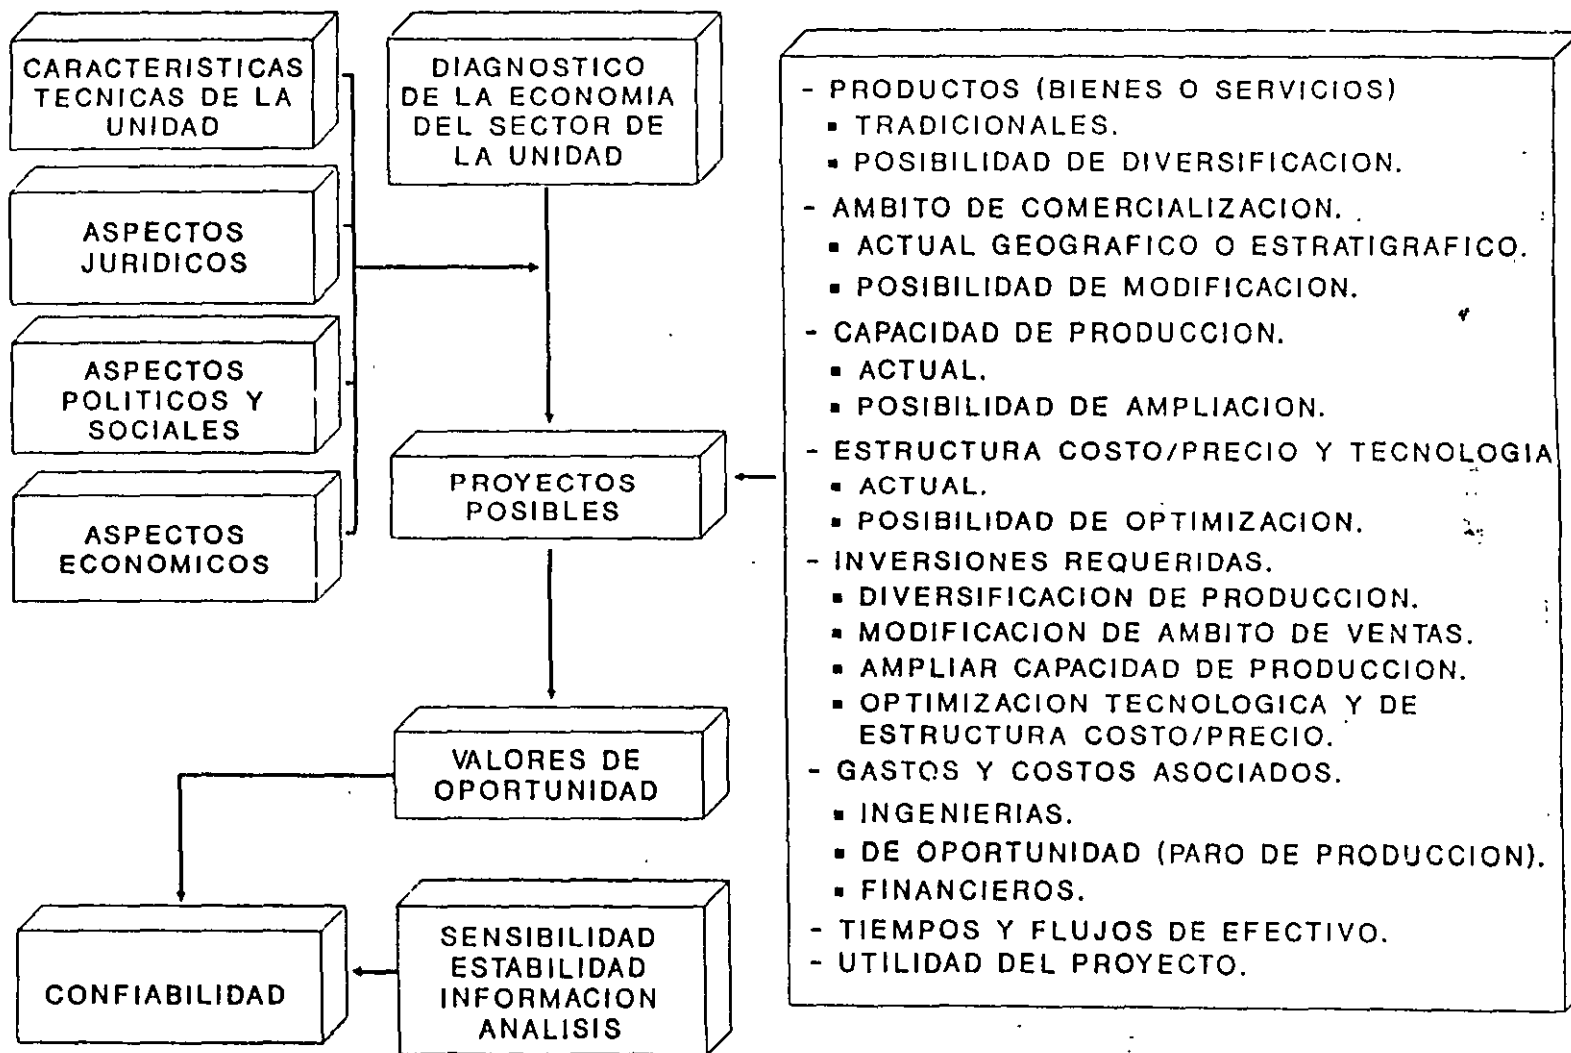 CARACTERISTICAS
TECNICAS DE LA
UNIDAD
ASPECTOS
JURIDICOS
ASPECTOS
POLITICOS Y
SOCIALES
ASPECTOS
ECONOMICOS
DIAGNOSTICO
DE LA ECONOMIA
DEL SECTOR DE
LA UNIDAD
PROYECTOS
POSIBLES
VALORES DE
OPORTUNIDAD
CONFIABILIDAD
SENSIBILIDAD
ESTABILIDAD
INFORMACION
ANALISIS
- PRODUCTOS (BIENES O SERVICIOS)
▪ TRADICIONALES.
▪ POSIBILIDAD DE DIVERSIFICACION.
- AMBITO DE COMERCIALIZACION.
▪ ACTUAL GEOGRAFICO O ESTRATIGRAFICO.
▪ POSIBILIDAD DE MODIFICACION.
- CAPACIDAD DE PRODUCCION.
▪ ACTUAL.
▪ POSIBILIDAD DE AMPLIACION.
- ESTRUCTURA COSTO/PRECIO Y TECNOLOGIA
▪ ACTUAL.
▪ POSIBILIDAD DE OPTIMIZACION.
- INVERSIONES REQUERIDAS.
▪ DIVERSIFICACION DE PRODUCCION.
▪ MODIFICACION DE AMBITO DE VENTAS.
▪ AMPLIAR CAPACIDAD DE PRODUCCION.
▪ OPTIMIZACION TECNOLOGICA Y DE
ESTRUCTURA COSTO/PRECIO.
- GASTOS Y COSTOS ASOCIADOS.
▪ INGENIERIAS.
▪ DE OPORTUNIDAD (PARO DE PRODUCCION).
▪ FINANCIEROS.
- TIEMPOS Y FLUJOS DE EFECTIVO.
- UTILIDAD DEL PROYECTO.